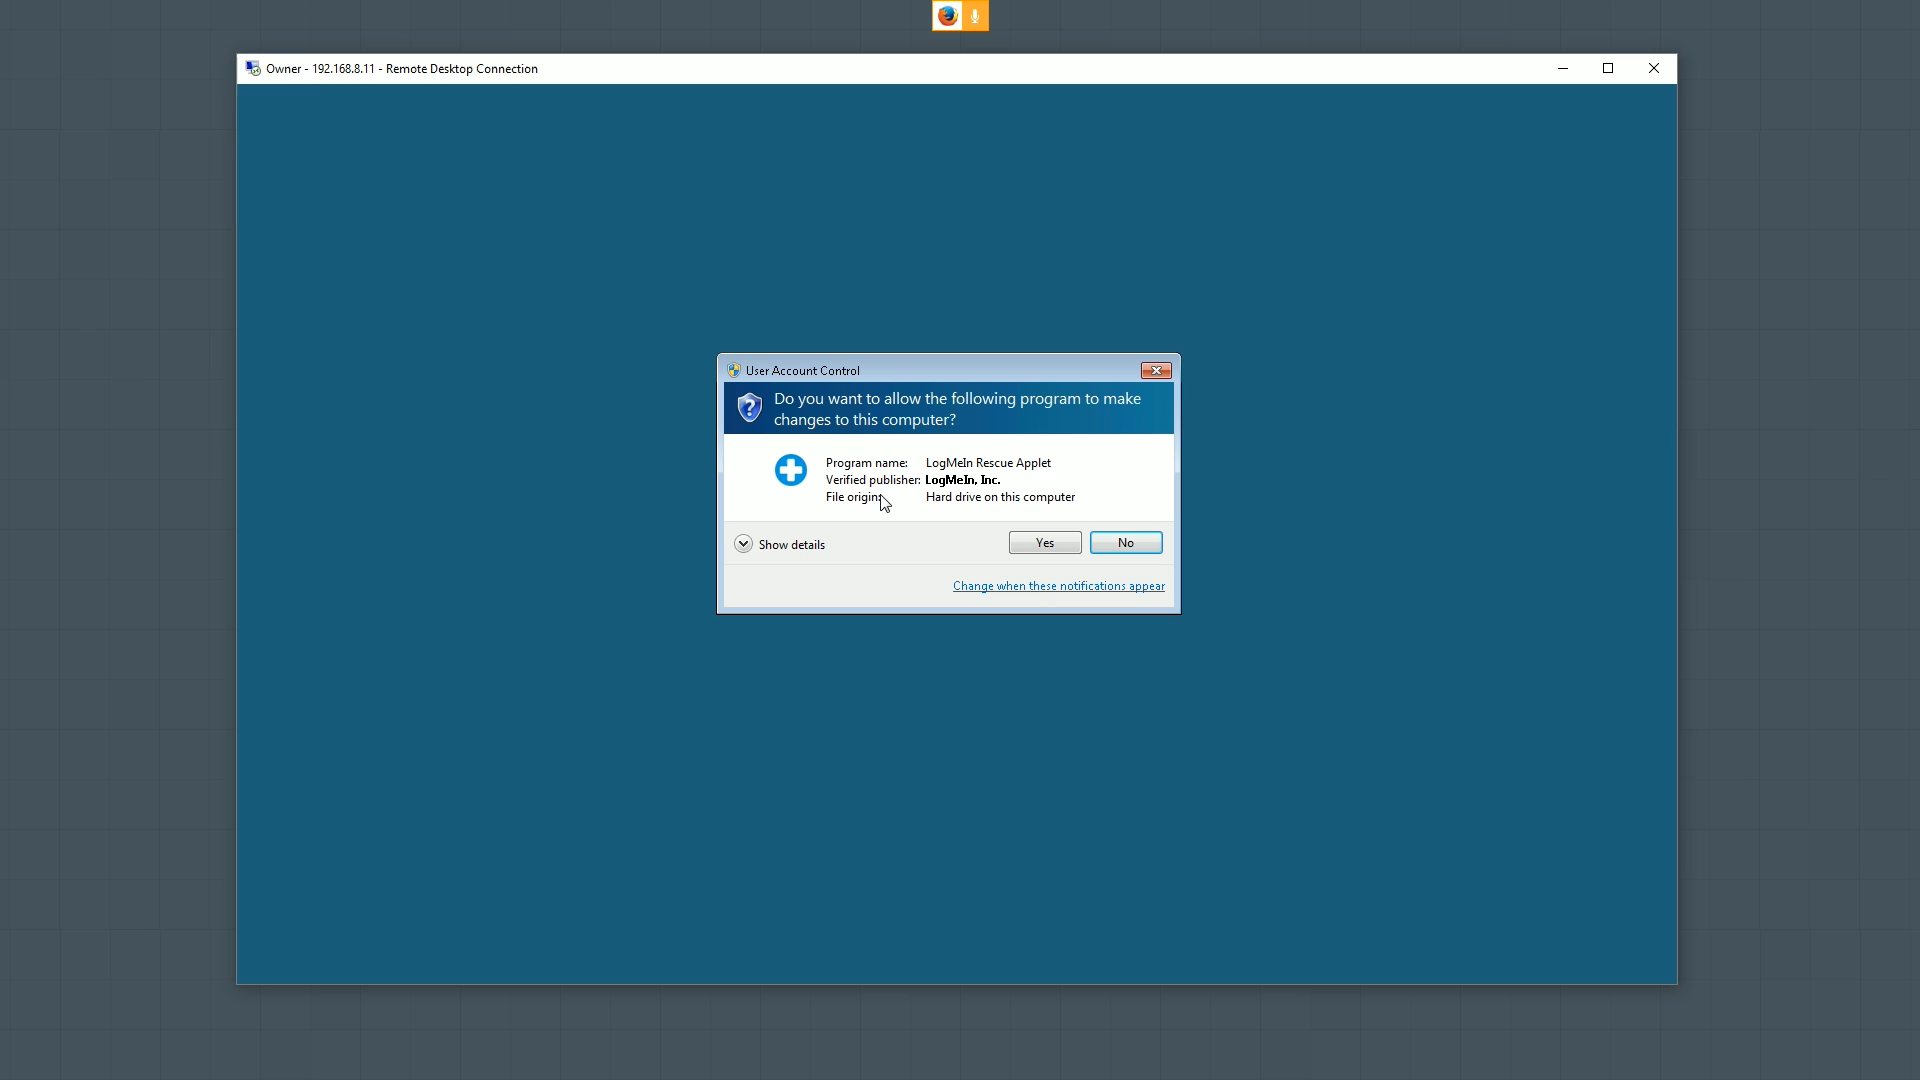 Owner - 192.168.8.11 - Remote Desktop Connection
User Account Control
Do you want to allow the following program to make
changes to this computer?
Program name: LogMeIn Rescue Applet
Verified publisher: LogMeIn, Inc.
File origin: Hard drive on this computer
Show details
Yes
No
Change when these notifications appear